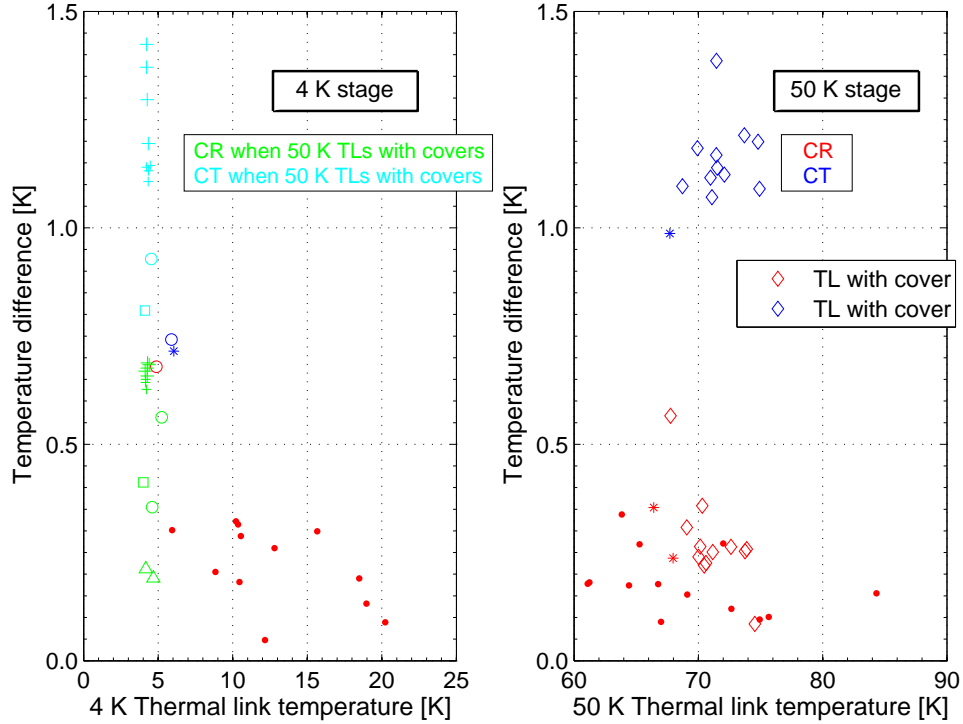 1.5
1.0
0.5
0.0
Temperature difference [K]
4 K stage
CR when 50 K TLs with covers
CT when 50 K TLs with covers
0 5 10 15 20 25
4 K Thermal link temperature [K]
1.5
1.0
0.5
0.0
Temperature difference [K]
50 K stage
CR
CT
TL with cover
TL with cover
60 70 80 90
50 K Thermal link temperature [K]